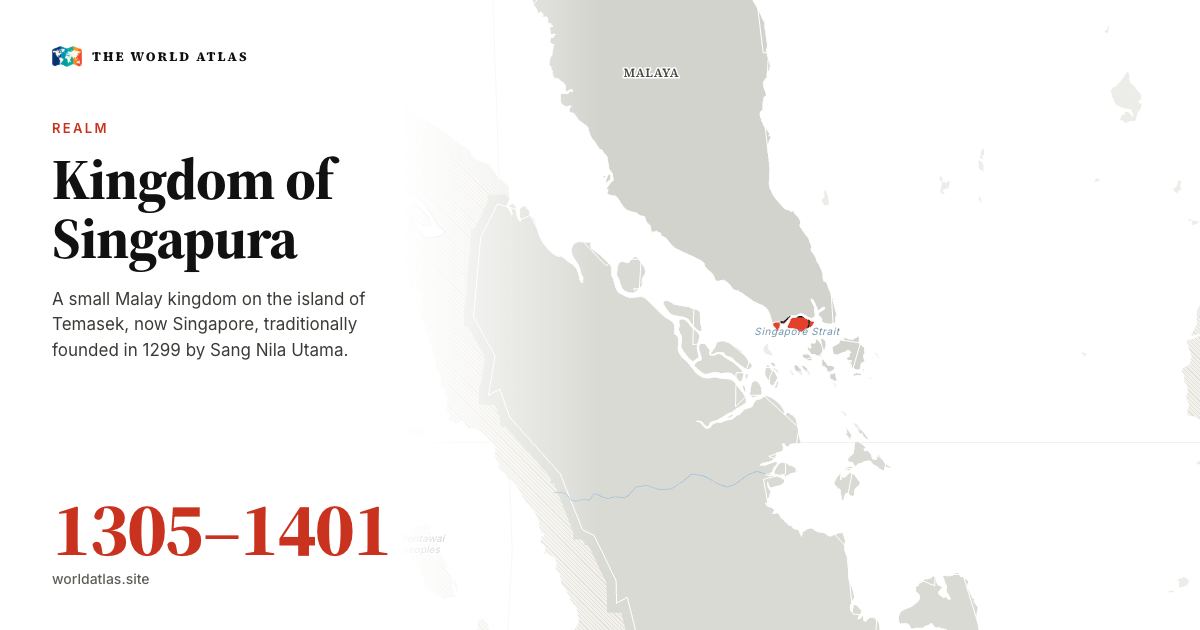 THE WORLD ATLAS
REALM
Kingdom of
Singapura
A small Malay kingdom on the island of
Temasek, now Singapore, traditionally
founded in 1299 by Sang Nila Utama.
1305–1401
worldatlas.site
MALAYA
Singapore Strait